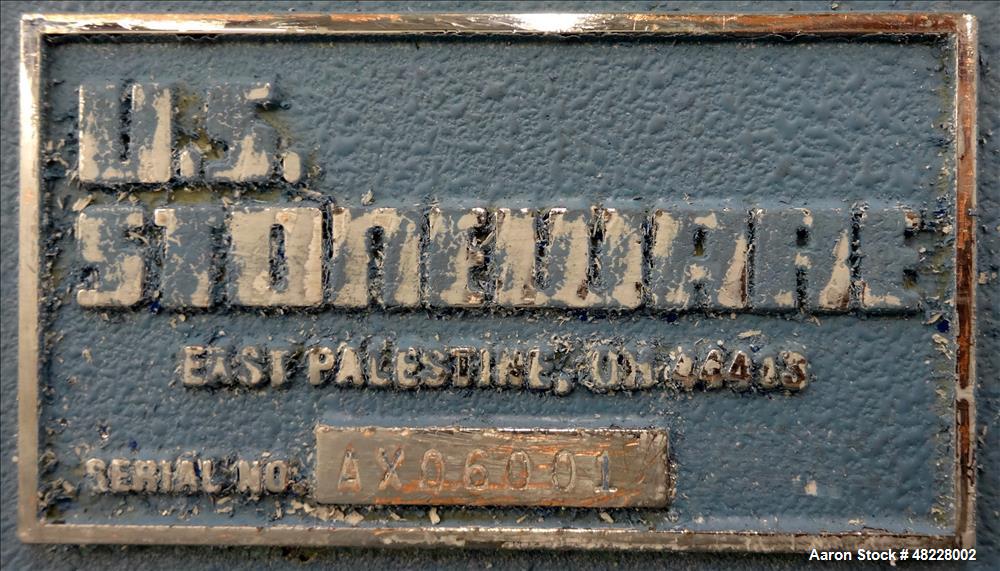 U.S.
STONEWARE
EAST PALESTINE, OH 44413
SERIAL NO. AX06001
Aaron Stock # 48228002